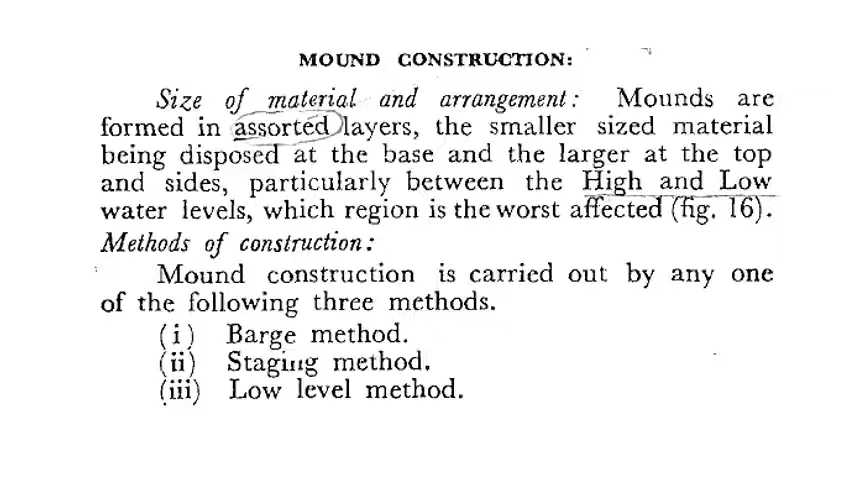 MOUND CONSTRUCTION:
Size of material and arrangement: Mounds are
formed in assorted layers, the smaller sized material
being disposed at the base and the larger at the top
and sides, particularly between the High and Low
water levels, which region is the worst affected (fig. 16).
Methods of construction:
Mound construction is carried out by any one
of the following three methods.
(i) Barge method.
(ii) Staging method.
(iii) Low level method.